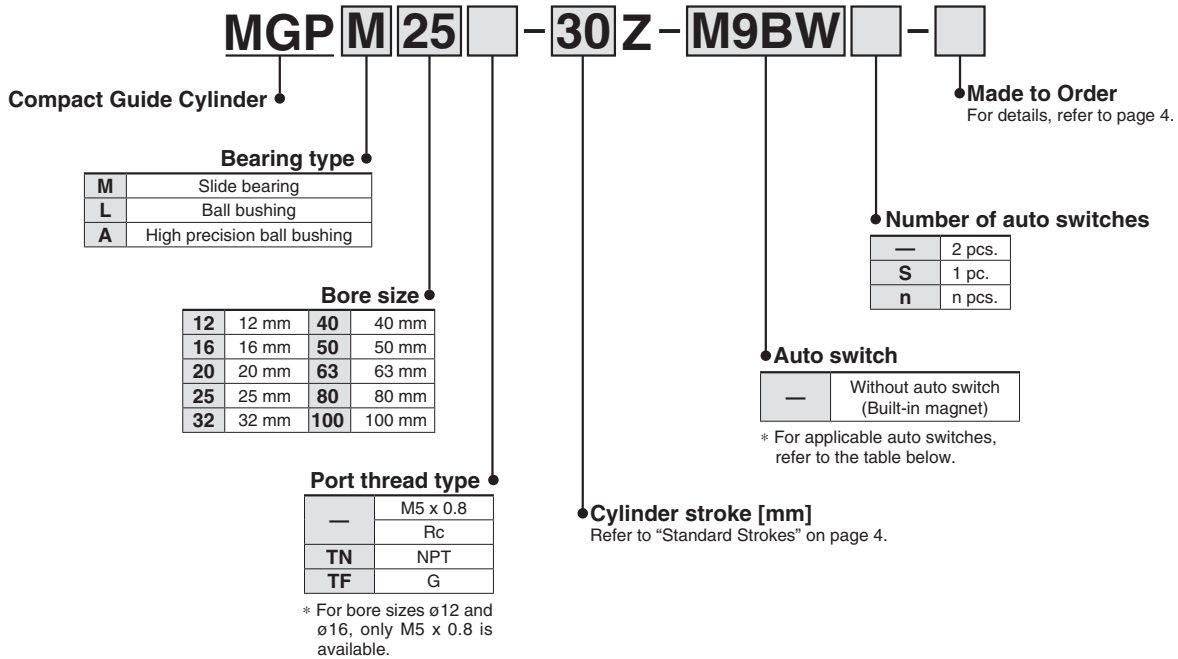 MGP M 25 - 30 Z - M9BW -
Compact Guide Cylinder
Made to Order
For details, refer to page 4.
Bearing type
M Slide bearing
L Ball bushing
A High precision ball bushing
Number of auto switches
— 2 pcs.
S 1 pc.
n n pcs.
Bore size
12 12 mm 40 40 mm
16 16 mm 50 50 mm
20 20 mm 63 63 mm
25 25 mm 80 80 mm
32 32 mm 100 100 mm
Auto switch
— Without auto switch
(Built-in magnet)
* For applicable auto switches,
refer to the table below.
Port thread type
— M5 x 0.8
Rc
TN NPT
TF G
* For bore sizes ø12 and
ø16, only M5 x 0.8 is
available.
Cylinder stroke [mm]
Refer to “Standard Strokes” on page 4.